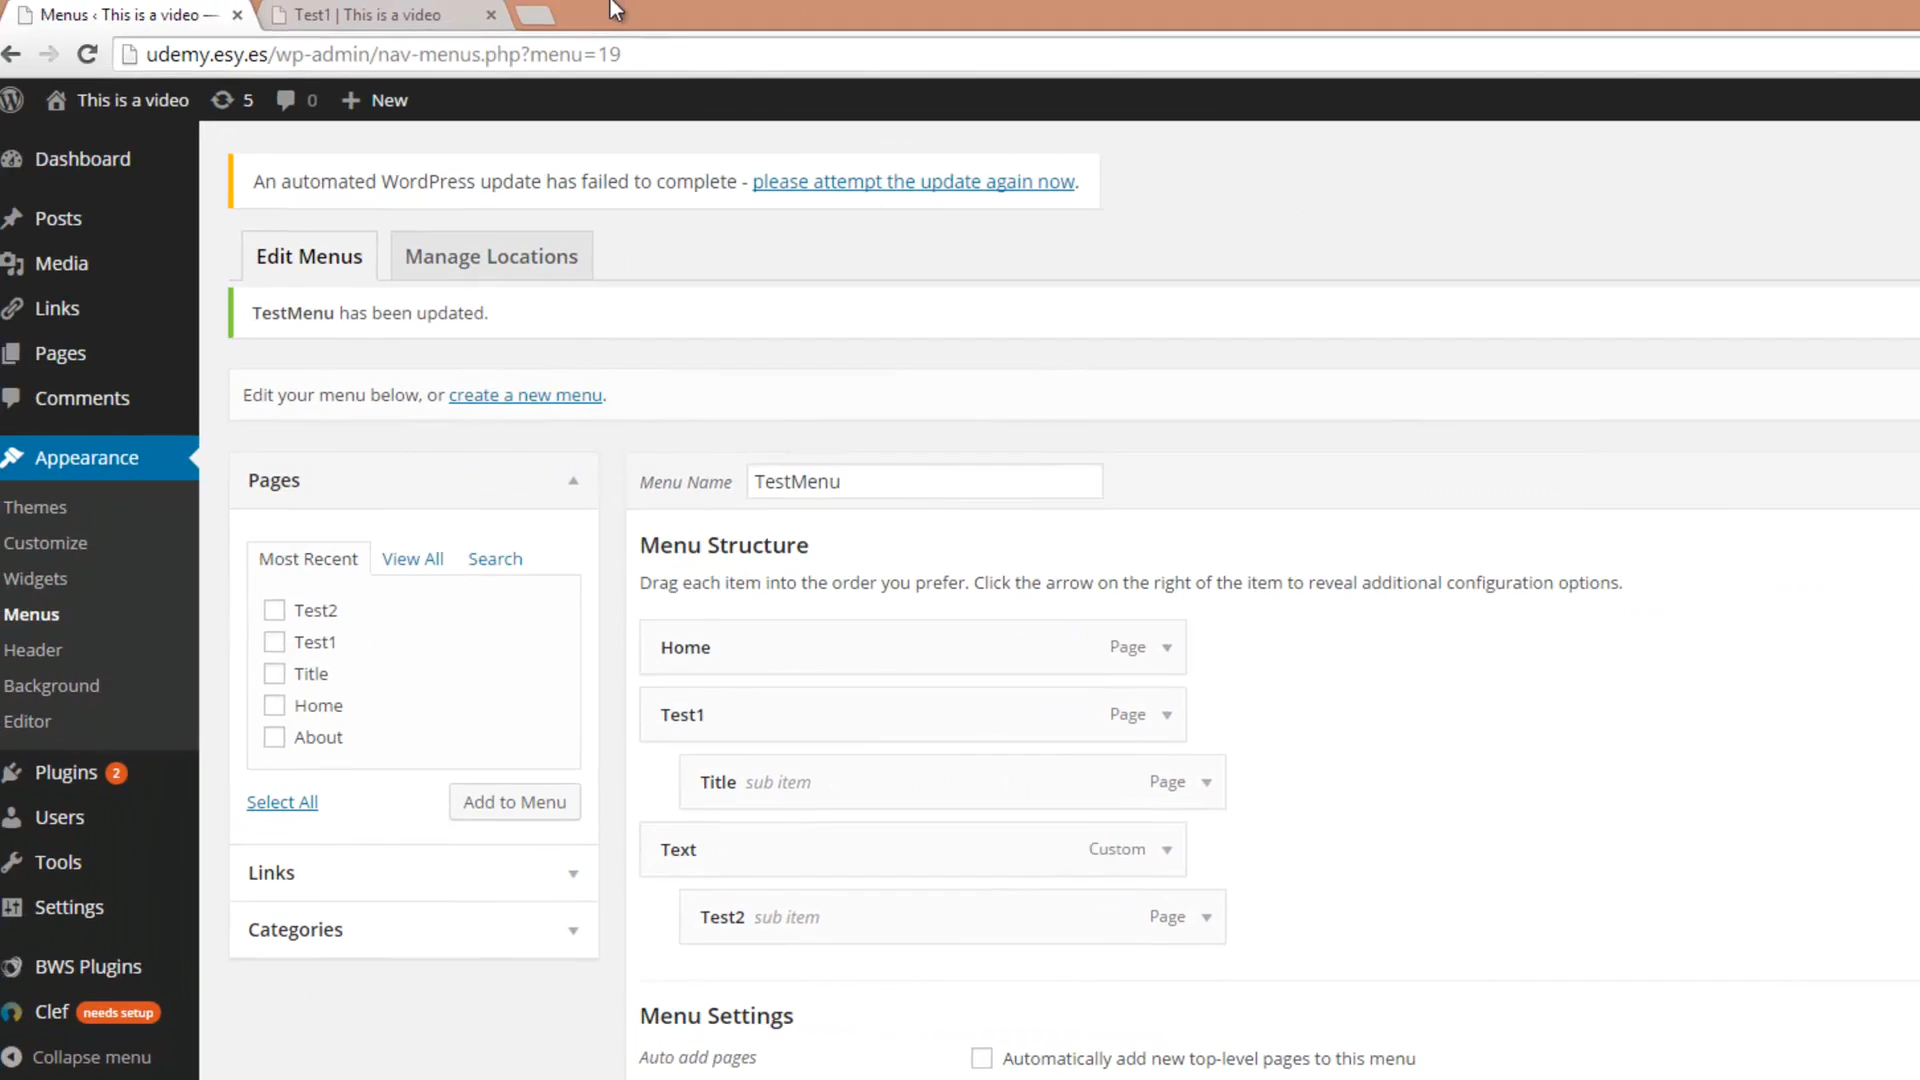 Menus ‹ This is a video —
Test1 | This is a video
udemy.esy.es/wp-admin/nav-menus.php?menu=19
This is a video 5 0 New
Dashboard
Posts
Media
Links
Pages
Comments
Appearance
Themes
Customize
Widgets
Menus
Header
Background
Editor
Plugins 2
Users
Tools
Settings
BWS Plugins
Clef needs setup
Collapse menu
An automated WordPress update has failed to complete - please attempt the update again now.
Edit Menus
Manage Locations
TestMenu has been updated.
Edit your menu below, or create a new menu.
Pages
Most Recent View All Search
Test2
Test1
Title
Home
About
Select All
Add to Menu
Links
Categories
Menu Name TestMenu
Menu Structure
Drag each item into the order you prefer. Click the arrow on the right of the item to reveal additional configuration options.
Home Page
Test1 Page
Title sub item Page
Text Custom
Test2 sub item Page
Menu Settings
Auto add pages
Automatically add new top-level pages to this menu